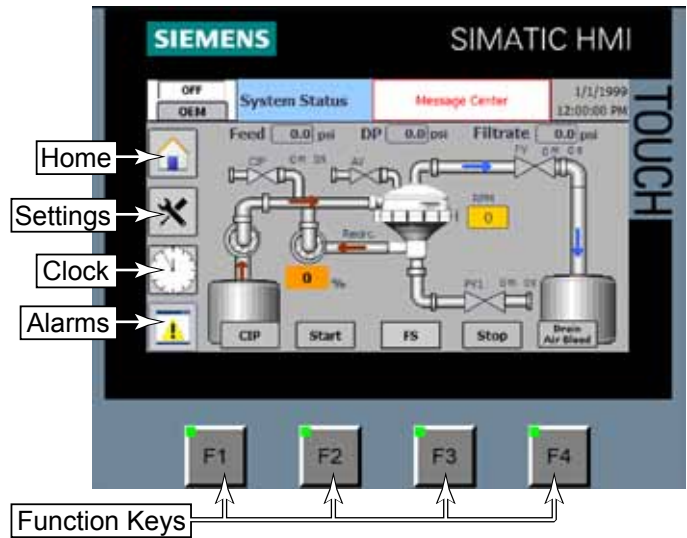 SIEMENS
SIMATIC HMI
TOUCH
OFF
OEM
System Status
Message Center
1/1/1999
12:00:00 PM
Feed 0.0 psi DP 0.0 psi Filtrate 0.0 psi
CIP
AV
FV
RPM
0
Recirc.
0 %
PV1
CIP
Start
FS
Stop
Drain
Air Bleed
Home
Settings
Clock
Alarms
F1
F2
F3
F4
Function Keys